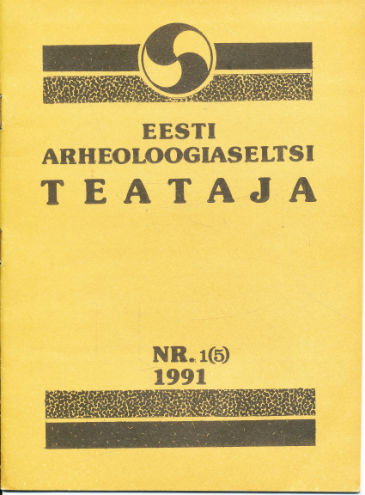 EESTI
ARHEOLOOGIASELTSI
TEATAJA
NR. 1(5)
1991